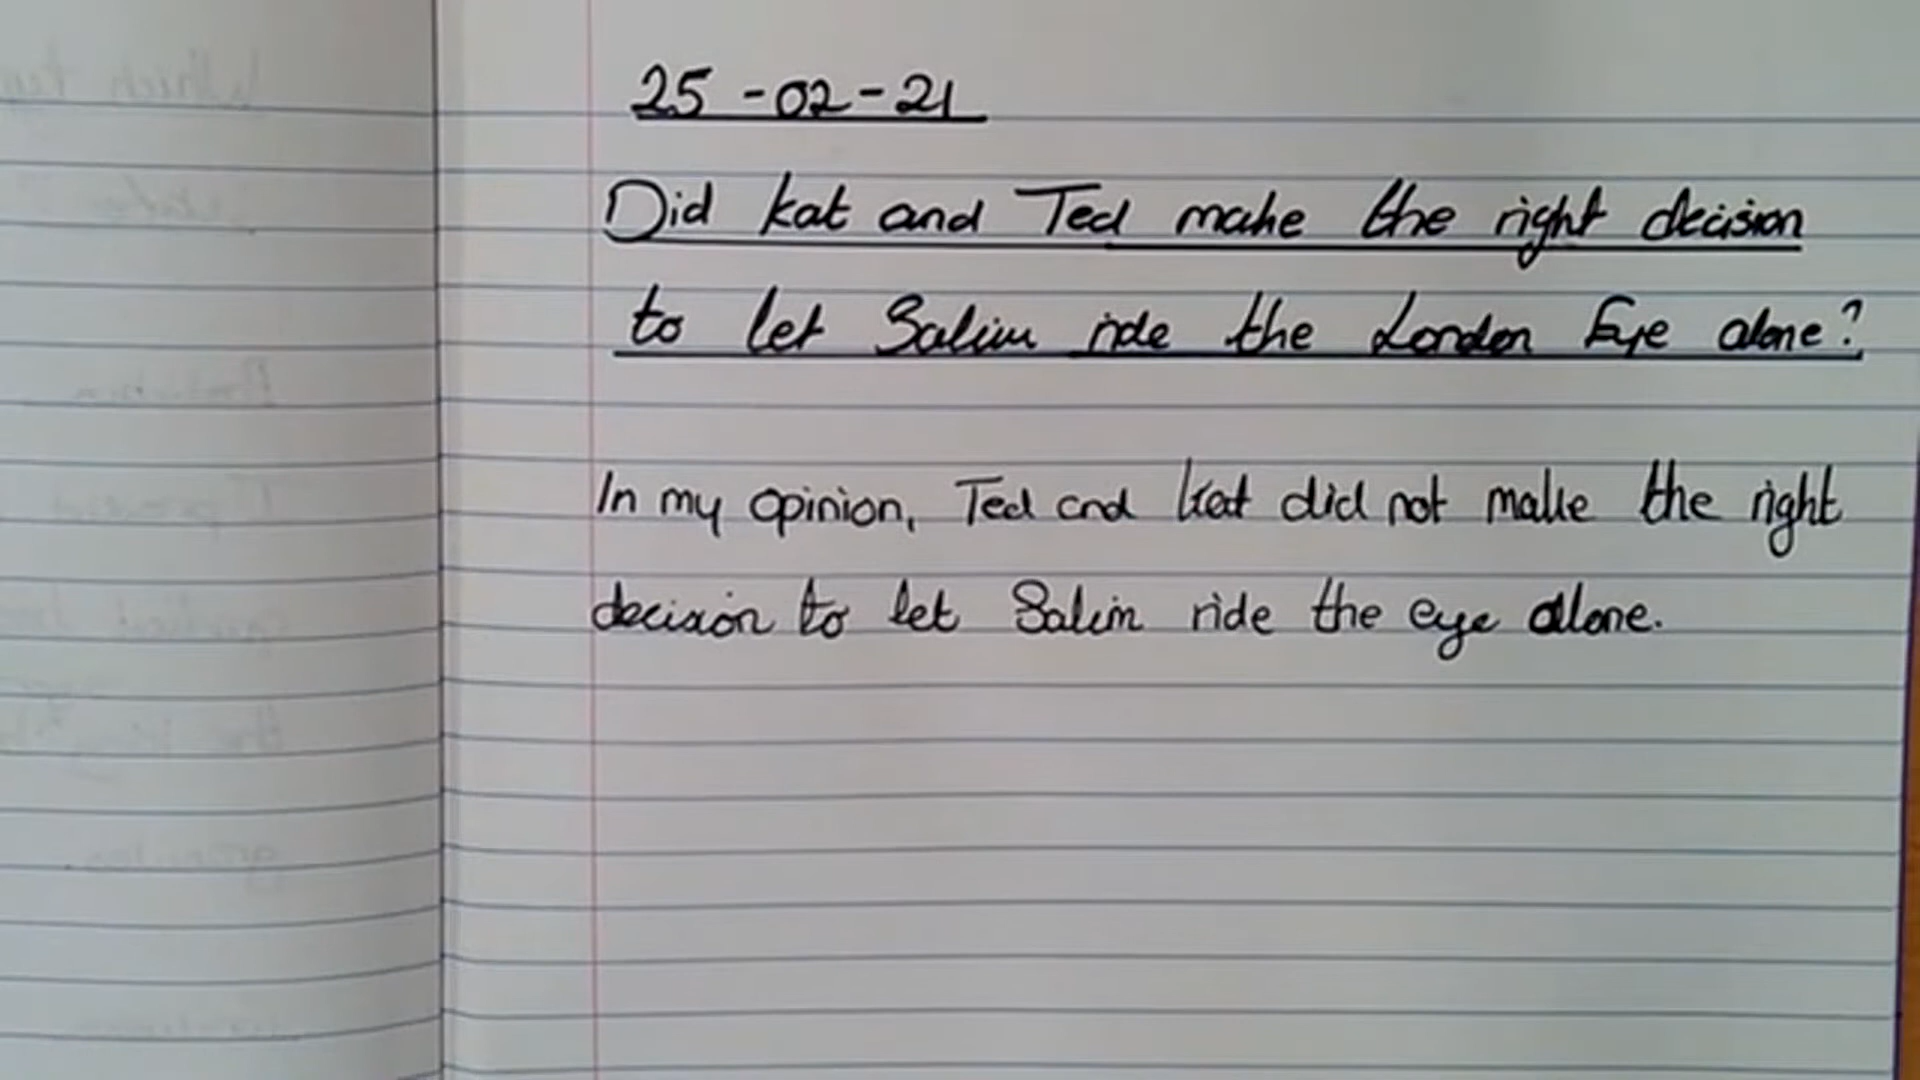 25-02-21
Did Kat and Ted make the right decision
to let Salim ride the London Eye alone?
In my opinion, Ted and Kat did not make the right
decision to let Salim ride the eye alone.